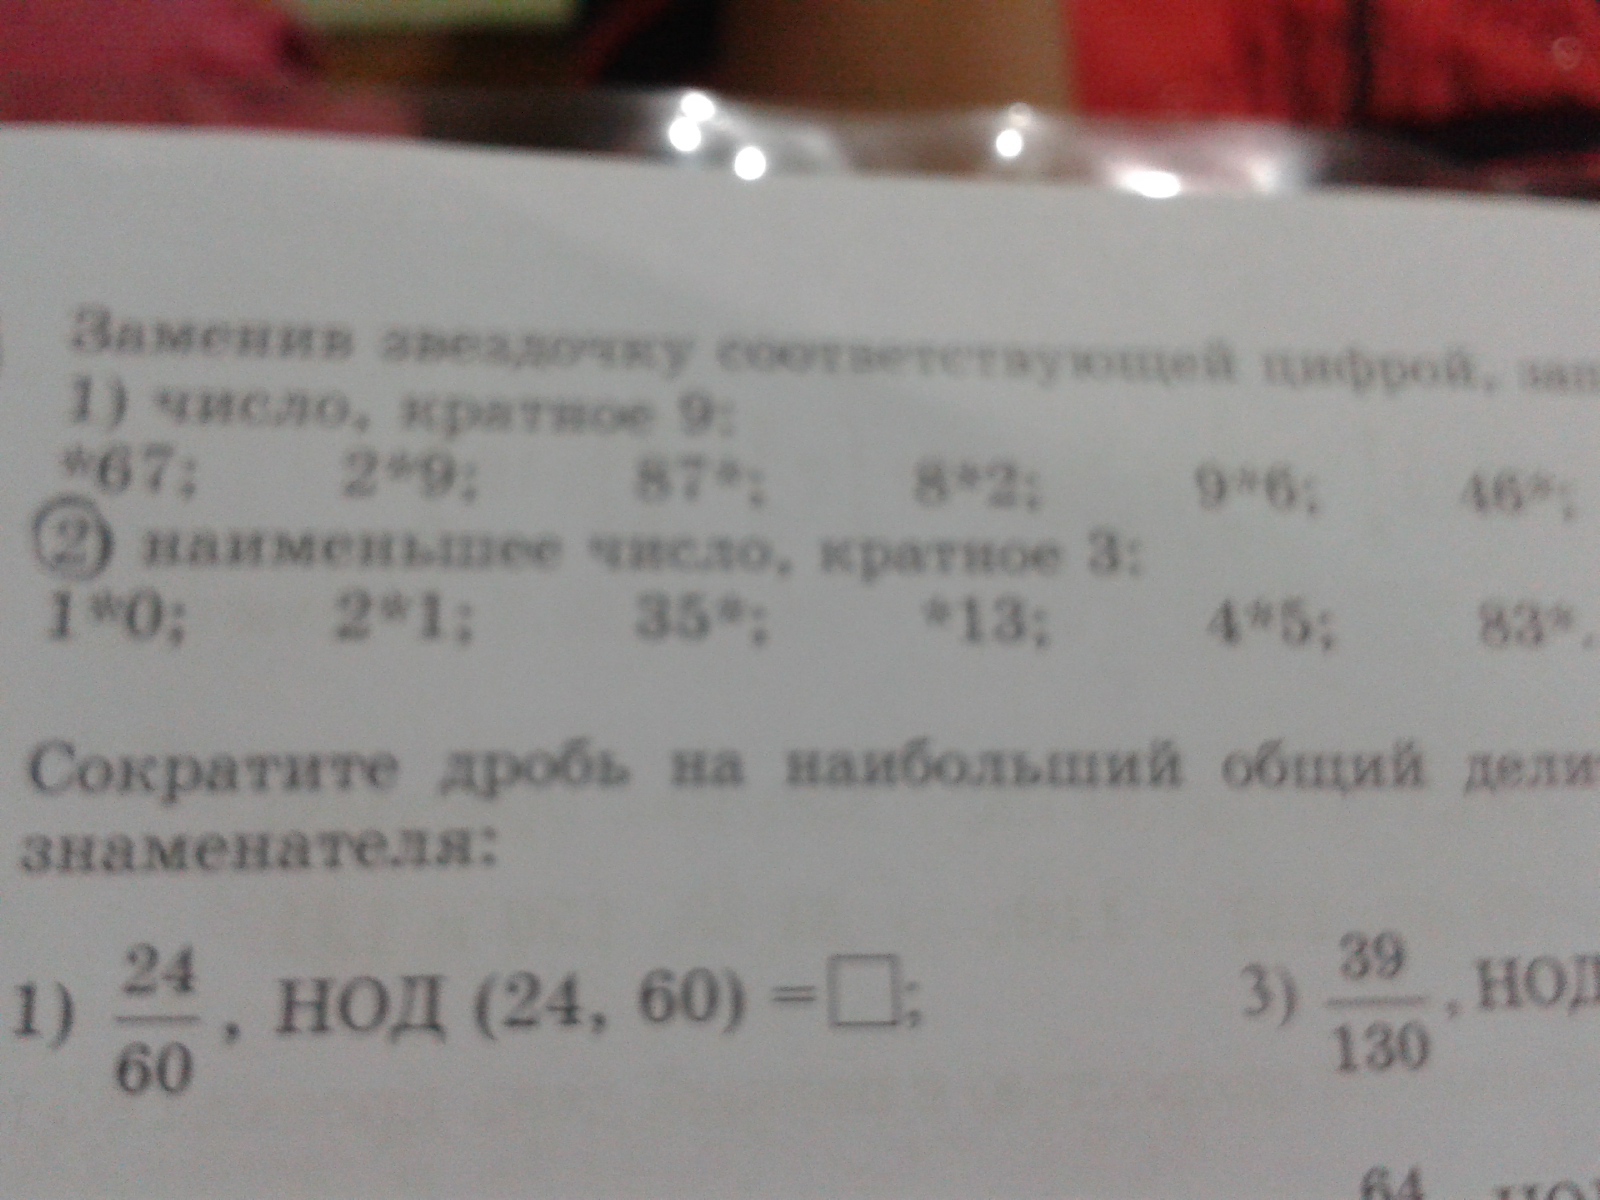 Заменив звездочку соответствующей цифрой,
1) число, кратное 9:
*67; 2*9; 87*; 8*2; 9*6; 46*;
2) наименьшее число, кратное 3:
1*0; 2*1; 35*; *13; 4*5; 83*.
Сократите дробь на наибольший общий
знаменателя:
1) 24/60, НОД (24, 60) = □; 3) 39/130, НОД
64